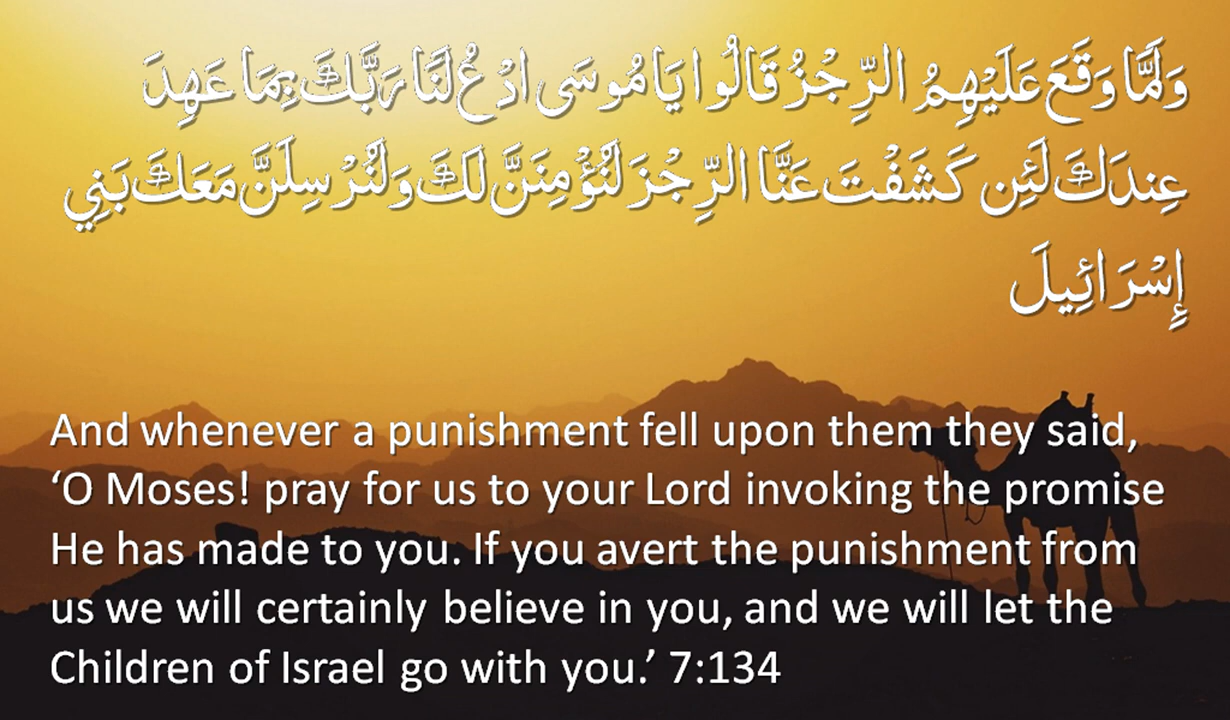 وَلَمَّا وَقَعَ عَلَيْهِمُ الرِّجْزُ قَالُوا يَا مُوسَى ادْعُ لَنَا رَبَّكَ بِمَا عَهِدَ
عِندَكَ لَئِن كَشَفْتَ عَنَّا الرِّجْزَ لَنُؤْمِنَنَّ لَكَ وَلَنُرْسِلَنَّ مَعَكَ بَنِي
إِسْرَائِيلَ
And whenever a punishment fell upon them they said,
‘O Moses! pray for us to your Lord invoking the promise
He has made to you. If you avert the punishment from
us we will certainly believe in you, and we will let the
Children of Israel go with you.’ 7:134